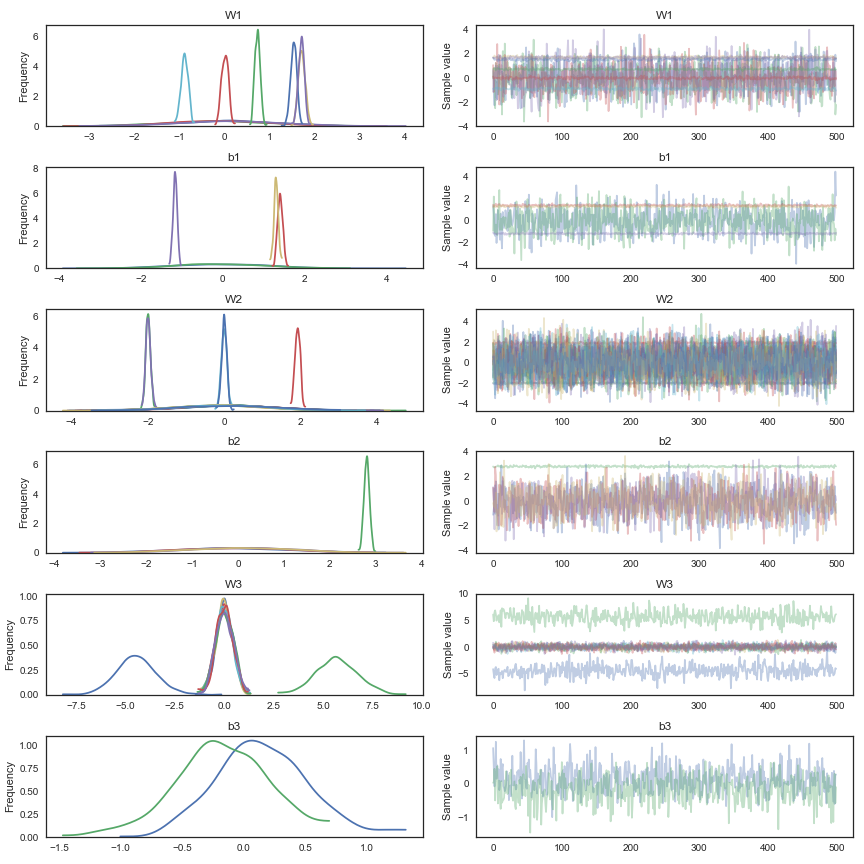 W1 W1
Frequency Sample value
6 4 2 0
4 2 0 −2 −4
−3 −2 −1 0 1 2 3 4
0 100 200 300 400 500
b1 b1
Frequency Sample value
8 6 4 2 0
4 2 0 −2 −4
−4 −2 0 2 4
0 100 200 300 400 500
W2 W2
Frequency Sample value
6 4 2 0
4 2 0 −2 −4
−4 −2 0 2 4
0 100 200 300 400 500
b2 b2
Frequency Sample value
6 4 2 0
4 2 0 −2 −4
−4 −3 −2 −1 0 1 2 3 4
0 100 200 300 400 500
W3 W3
Frequency Sample value
1.00 0.75 0.50 0.25 0.00
10 5 0 −5
−7.5 −5.0 −2.5 0.0 2.5 5.0 7.5 10.0
0 100 200 300 400 500
b3 b3
Frequency Sample value
1.00 0.75 0.50 0.25 0.00
1 0 −1
−1.5 −1.0 −0.5 0.0 0.5 1.0
0 100 200 300 400 500